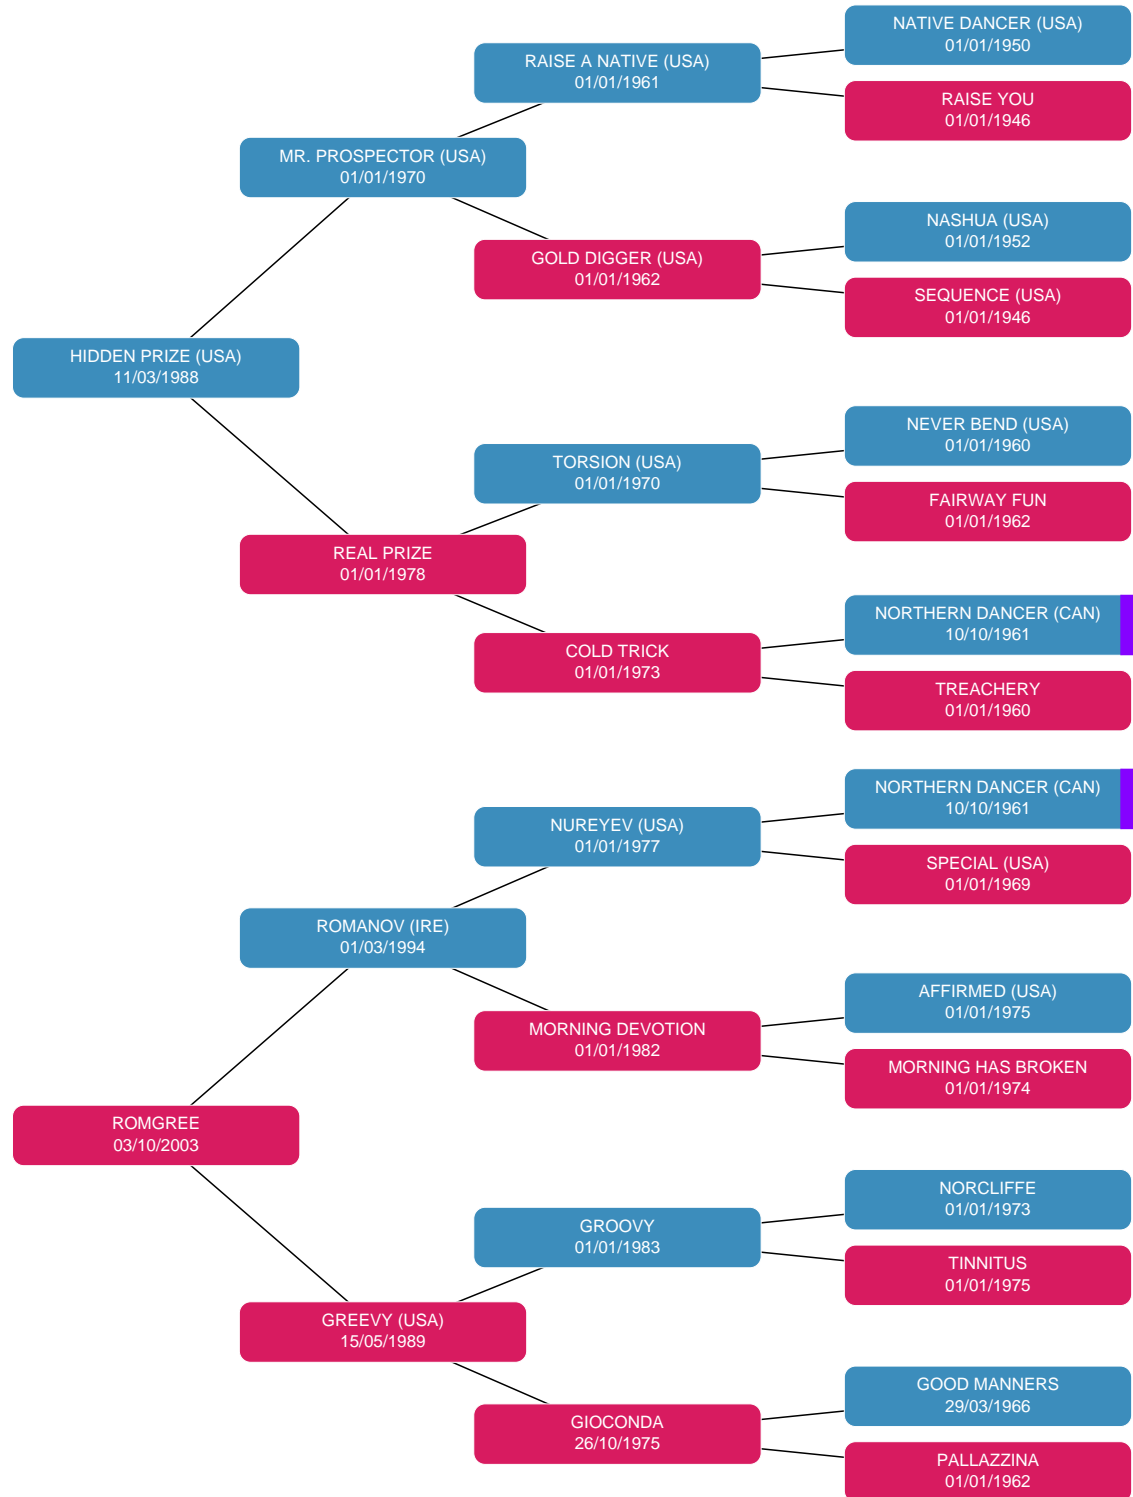 NATIVE DANCER (USA)
01/01/1950
RAISE A NATIVE (USA)
01/01/1961
RAISE YOU
01/01/1946
MR. PROSPECTOR (USA)
01/01/1970
NASHUA (USA)
01/01/1952
GOLD DIGGER (USA)
01/01/1962
SEQUENCE (USA)
01/01/1946
HIDDEN PRIZE (USA)
11/03/1988
NEVER BEND (USA)
01/01/1960
TORSION (USA)
01/01/1970
FAIRWAY FUN
01/01/1962
REAL PRIZE
01/01/1978
NORTHERN DANCER (CAN)
10/10/1961
COLD TRICK
01/01/1973
TREACHERY
01/01/1960
NORTHERN DANCER (CAN)
10/10/1961
NUREYEV (USA)
01/01/1977
SPECIAL (USA)
01/01/1969
ROMANOV (IRE)
01/03/1994
AFFIRMED (USA)
01/01/1975
MORNING DEVOTION
01/01/1982
MORNING HAS BROKEN
01/01/1974
ROMGREE
03/10/2003
NORCLIFFE
01/01/1973
GROOVY
01/01/1983
TINNITUS
01/01/1975
GREEVY (USA)
15/05/1989
GOOD MANNERS
29/03/1966
GIOCONDA
26/10/1975
PALLAZZINA
01/01/1962